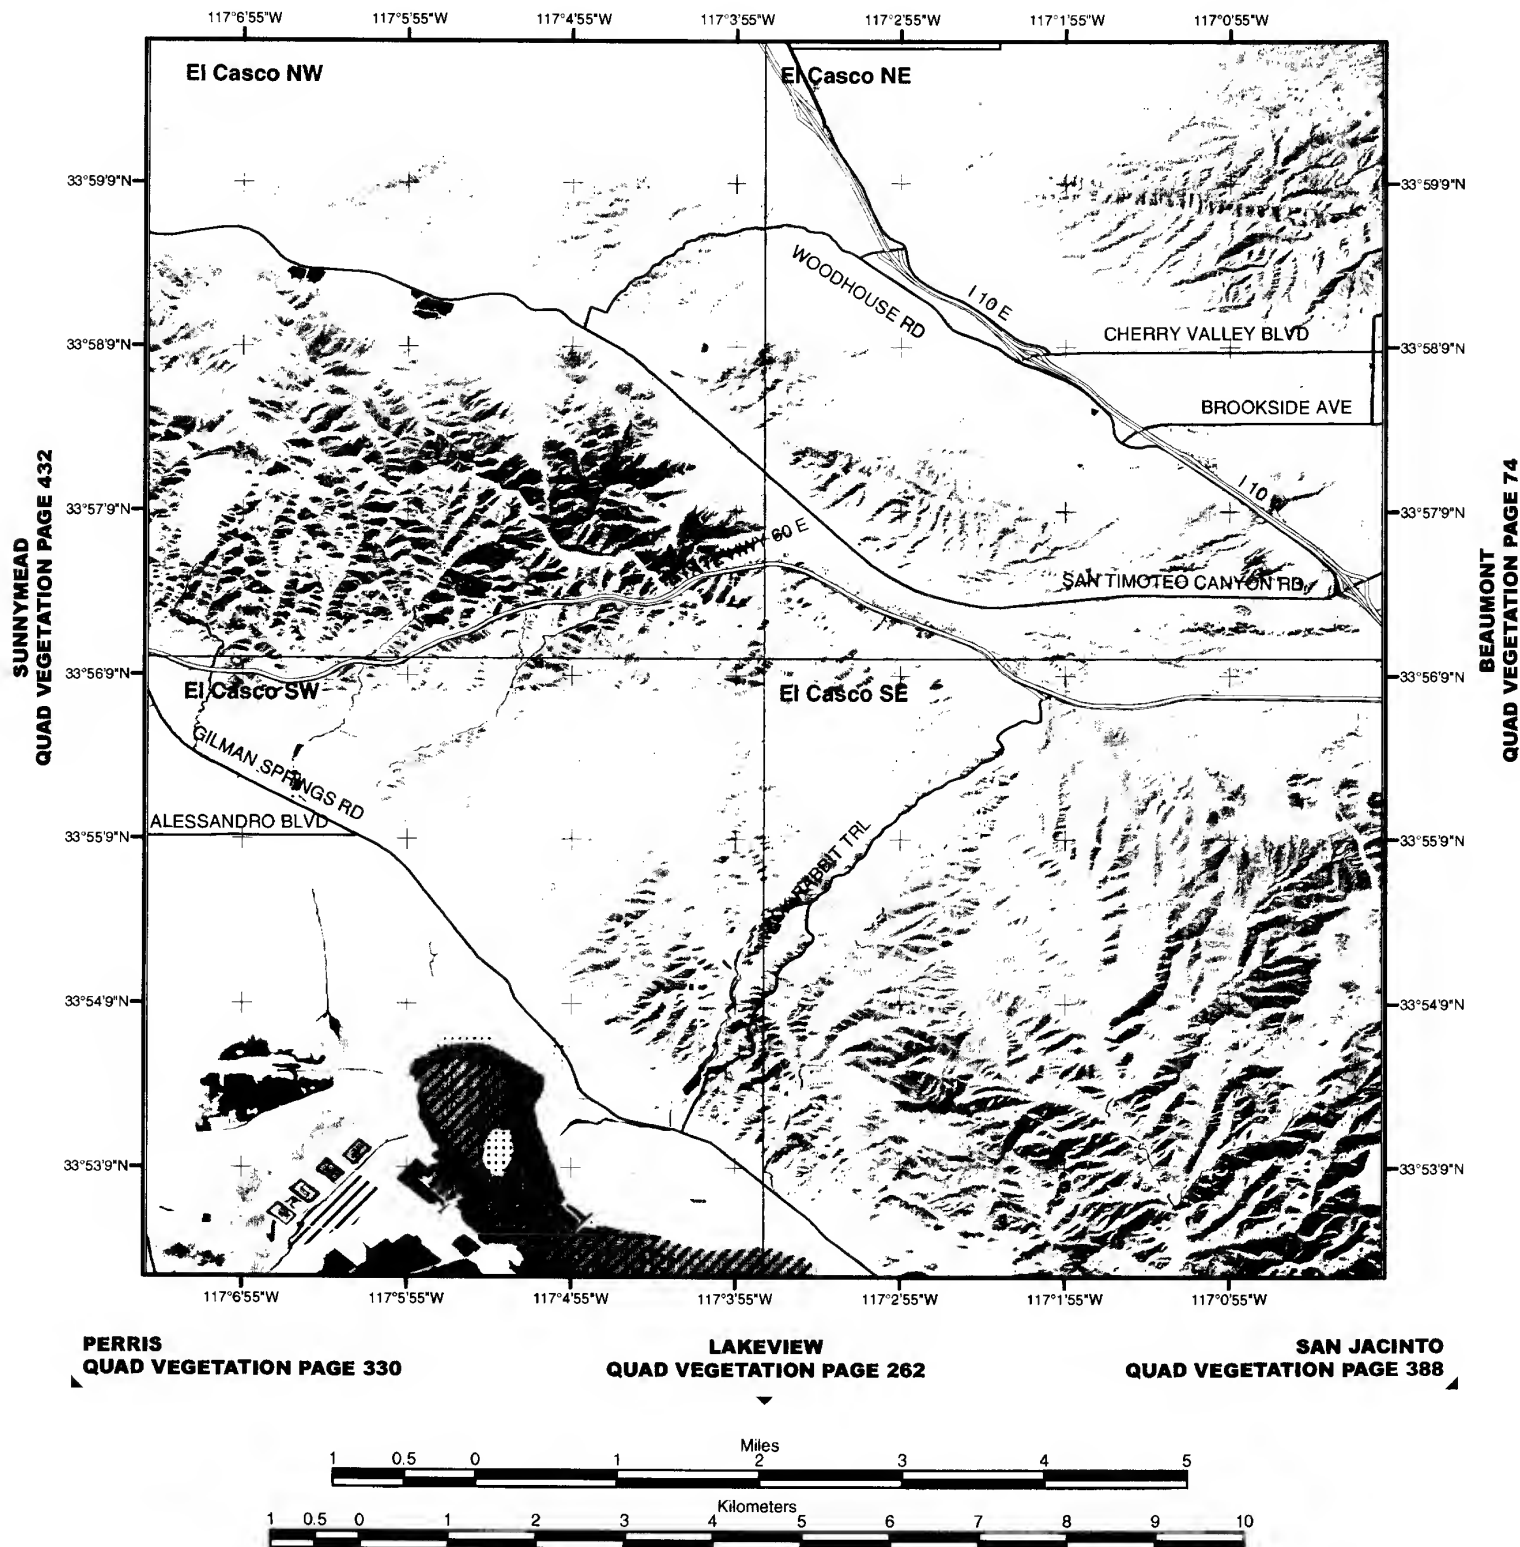 117°6'55"W 117°5'55"W 117°4'55"W 117°3'55"W 117°2'55"W 117°1'55"W 117°0'55"W
El Casco NW
El Casco NE
33°59'9"N
33°59'9"N
WOODHOUSE RD
I 10 E
CHERRY VALLEY BLVD
33°58'9"N
33°58'9"N
BROOKSIDE AVE
SUNNYMEAD
QUAD VEGETATION PAGE 432
BEAUMONT
QUAD VEGETATION PAGE 74
I 10
33°57'9"N
33°57'9"N
HWY 60 E
SAN TIMOTEO CANYON RD
33°56'9"N
33°56'9"N
El Casco SW
El Casco SE
GILMAN SPRINGS RD
ALESSANDRO BLVD
33°55'9"N
33°55'9"N
RABBIT TRL
33°54'9"N
33°54'9"N
33°53'9"N
33°53'9"N
117°6'55"W 117°5'55"W 117°4'55"W 117°3'55"W 117°2'55"W 117°1'55"W 117°0'55"W
PERRIS
QUAD VEGETATION PAGE 330
LAKEVIEW
QUAD VEGETATION PAGE 262
SAN JACINTO
QUAD VEGETATION PAGE 388
Miles
1 0.5 0 1 2 3 4 5
Kilometers
1 0.5 0 1 2 3 4 5 6 7 8 9 10